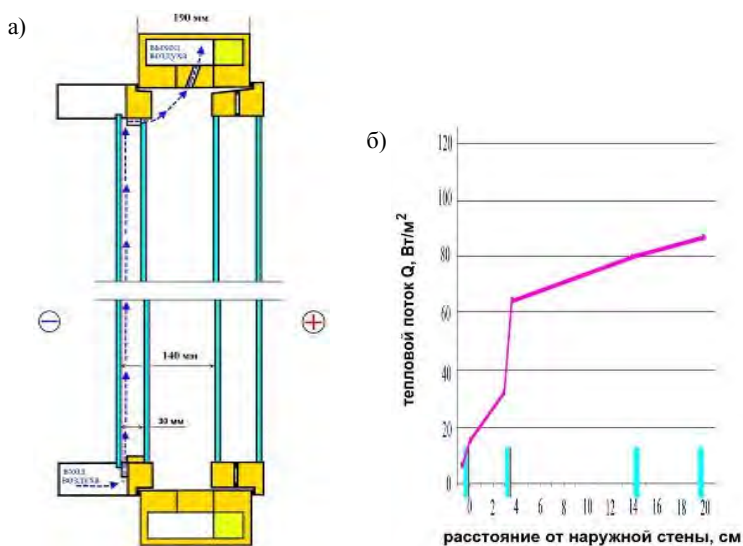 а)
190 мм
выход
воздуха
140 мм
30 мм
вход
воздуха
б)
тепловой поток Q, Вт/м²
120
100
80
60
40
20
0
0 2 4 6 8 10 12 14 16 18 20
расстояние от наружной стены, см